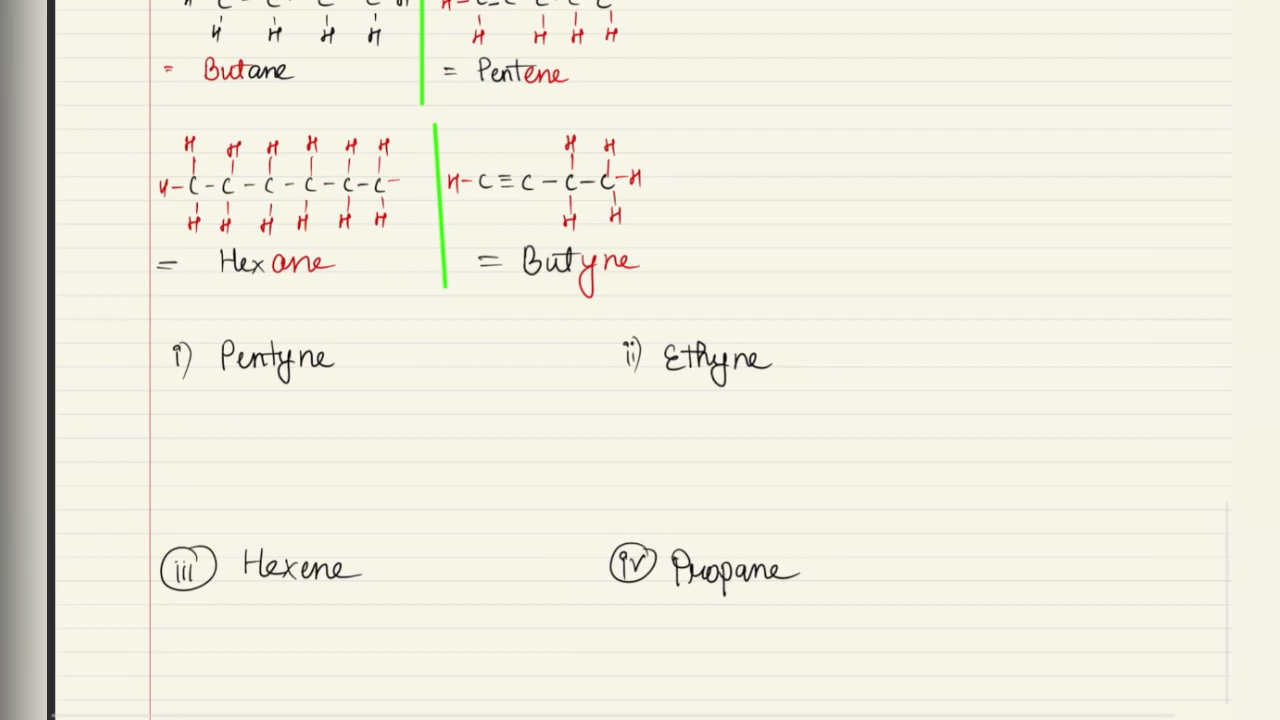 H H H H H H H H
= Butane = Pentene
H H H H H H H H
H-C-C-C-C-C-C- H-C≡C-C-C-H
H H H H H H H H
= Hexane = Butyne
i) Pentyne ii) Ethyne
iii Hexene iv Propane